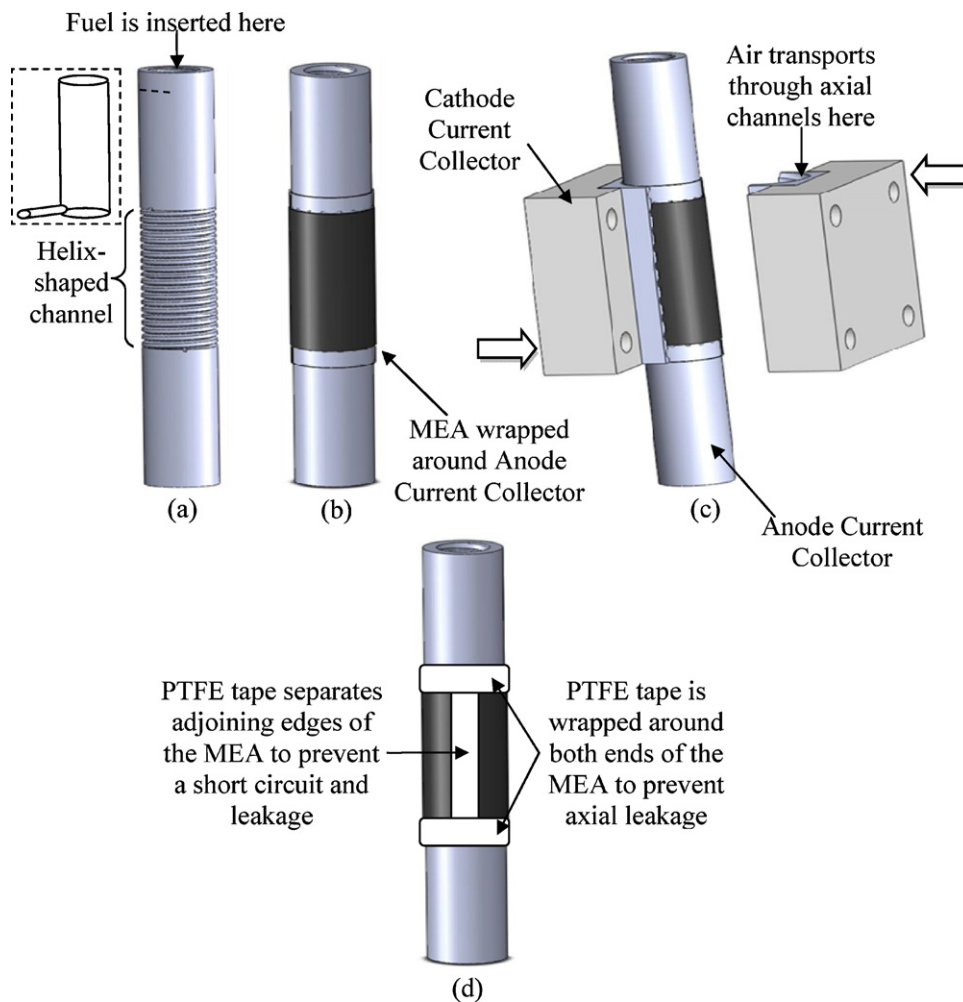 Fuel is inserted here
Helix-
shaped
channel
(a)
(b)
MEA wrapped
around Anode
Current Collector
Cathode
Current
Collector
Air transports
through axial
channels here
(c)
Anode Current
Collector
PTFE tape separates
adjoining edges of
the MEA to prevent
a short circuit and
leakage
PTFE tape is
wrapped around
both ends of the
MEA to prevent
axial leakage
(d)